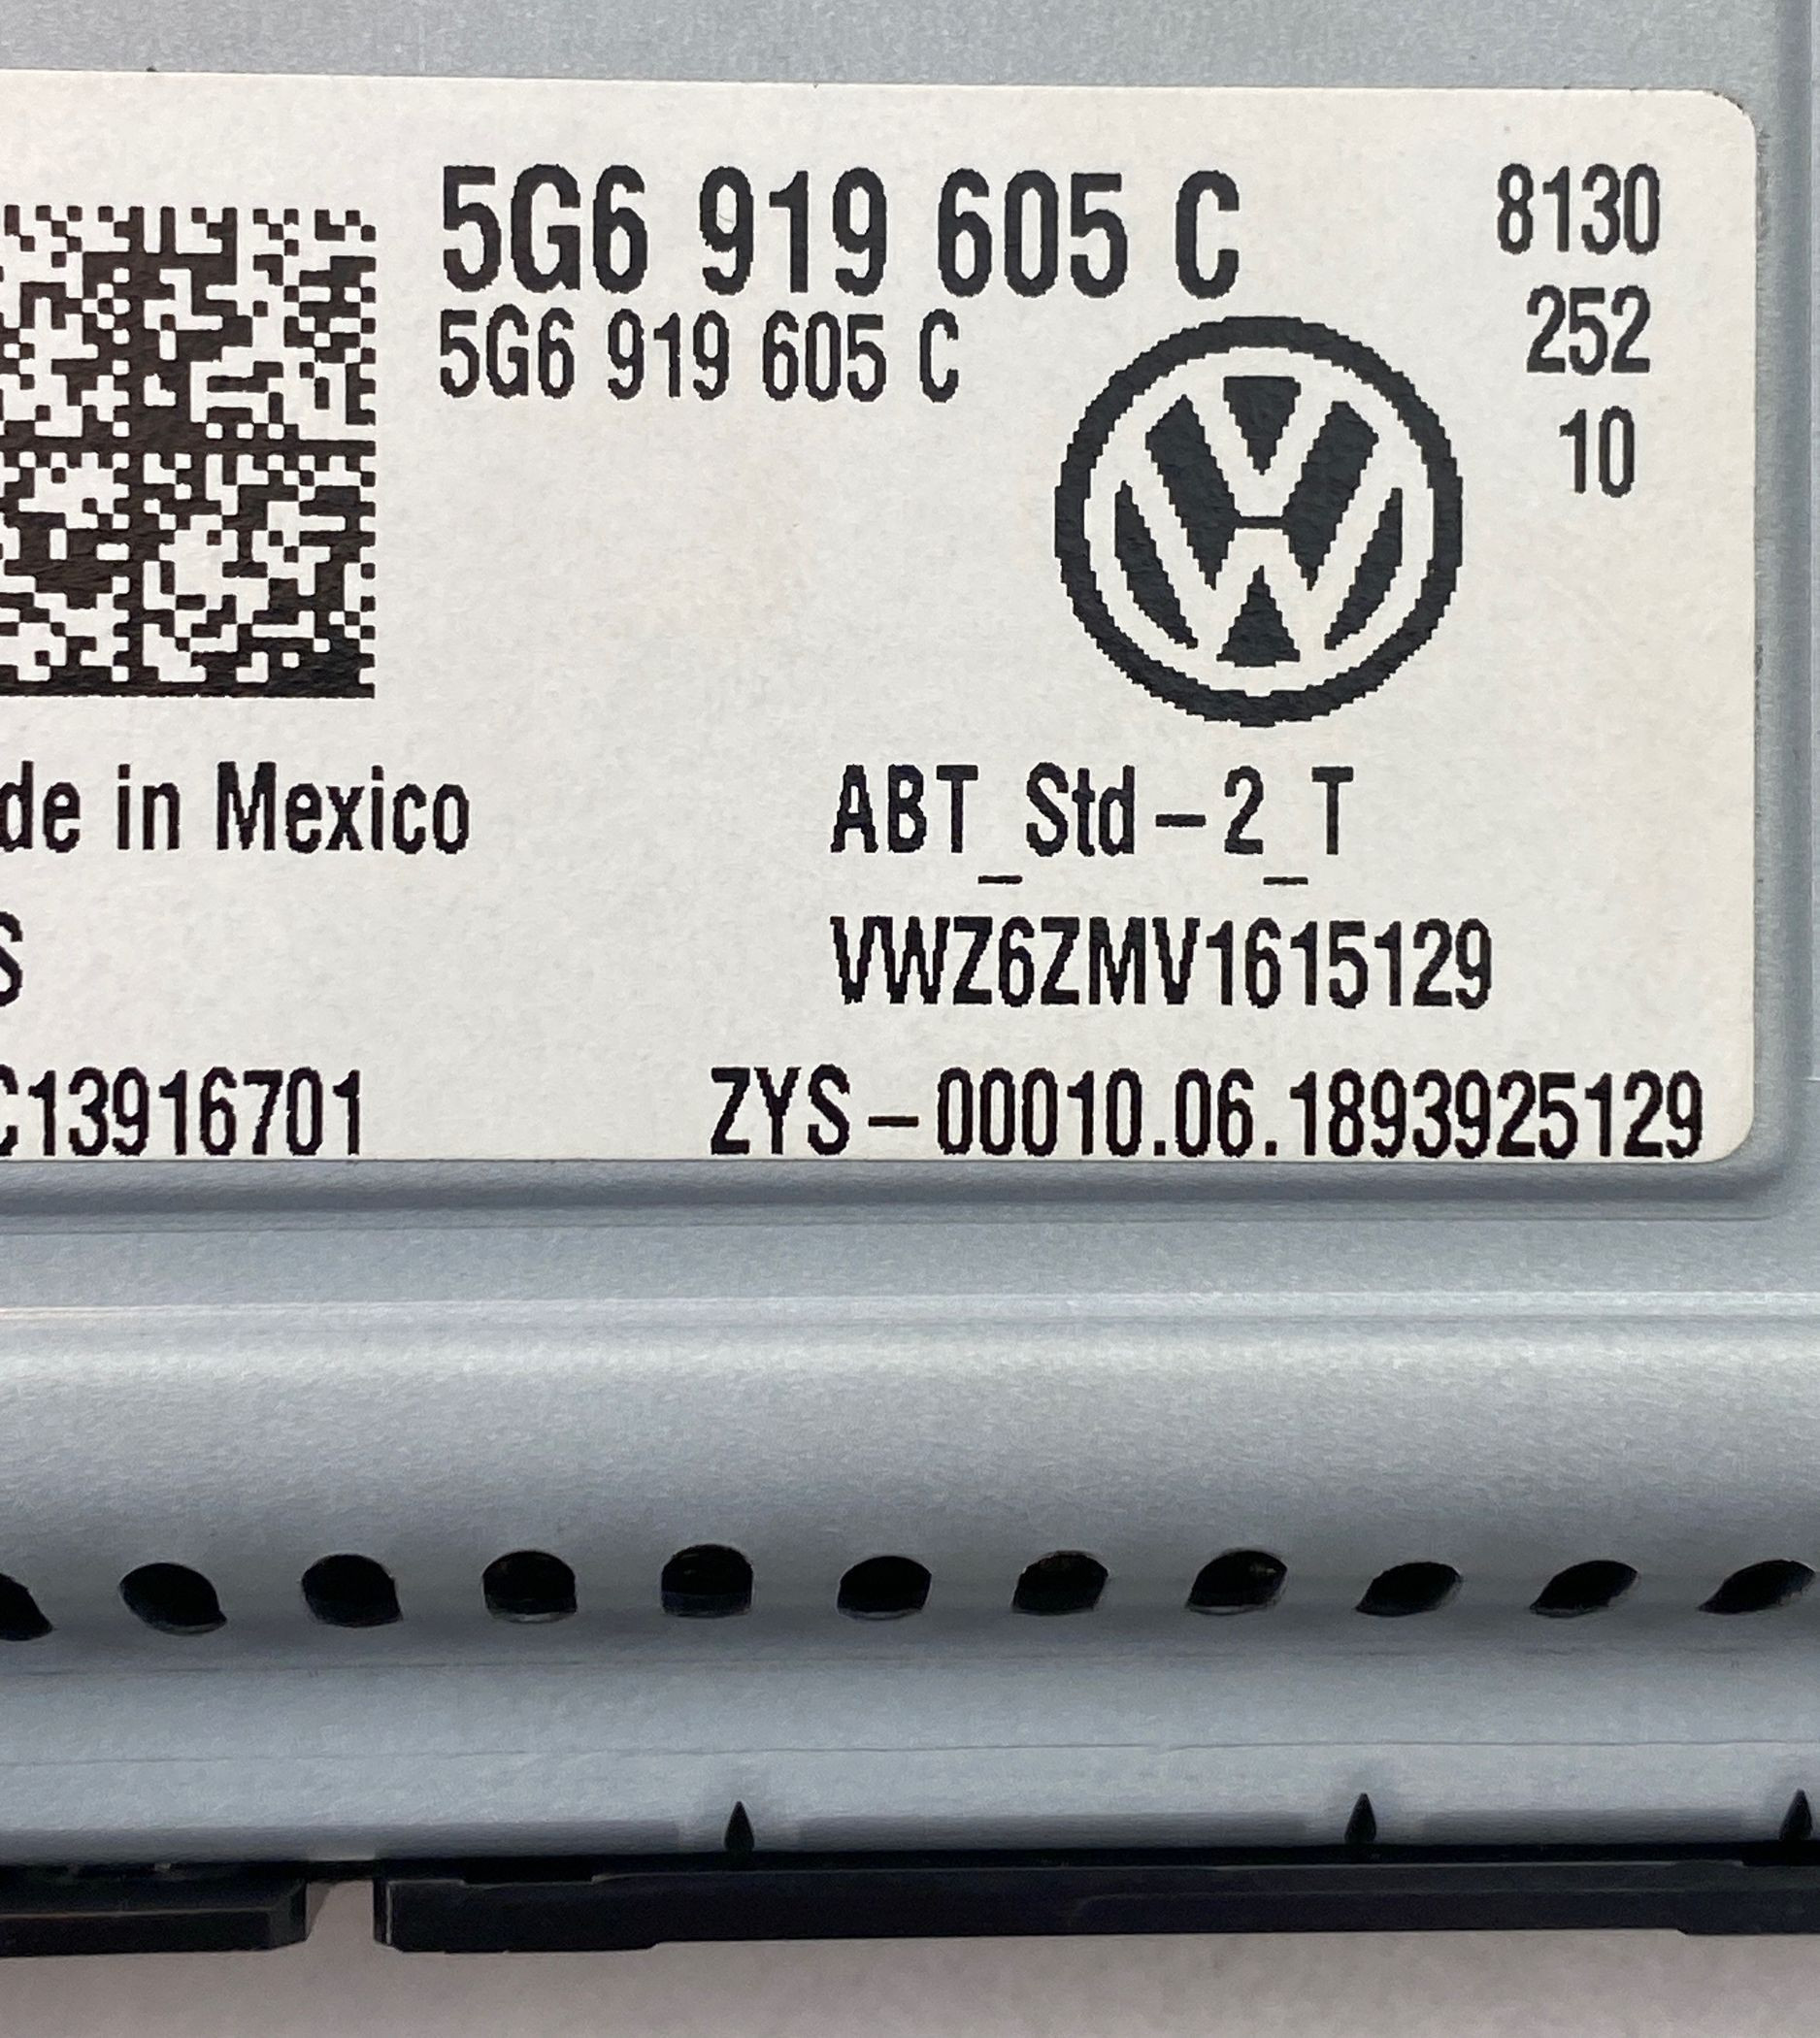 5G6 919 605 C
5G6 919 605 C
8130
252
10
de in Mexico
ABT_Std-2_T
S
VWZ6ZMV1615129
C13916701
ZYS-00010.06.1893925129